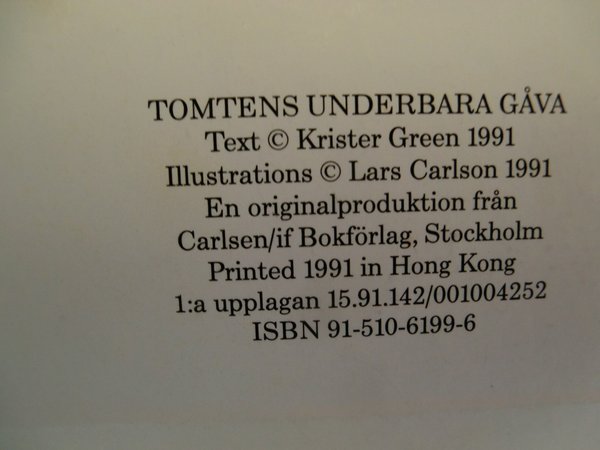 TOMTENS UNDERBARA GÅVA
Text © Krister Green 1991
Illustrations © Lars Carlson 1991
En originalproduktion från
Carlsen/if Bokförlag, Stockholm
Printed 1991 in Hong Kong
1:a upplagan 15.91.142/001004252
ISBN 91-510-6199-6